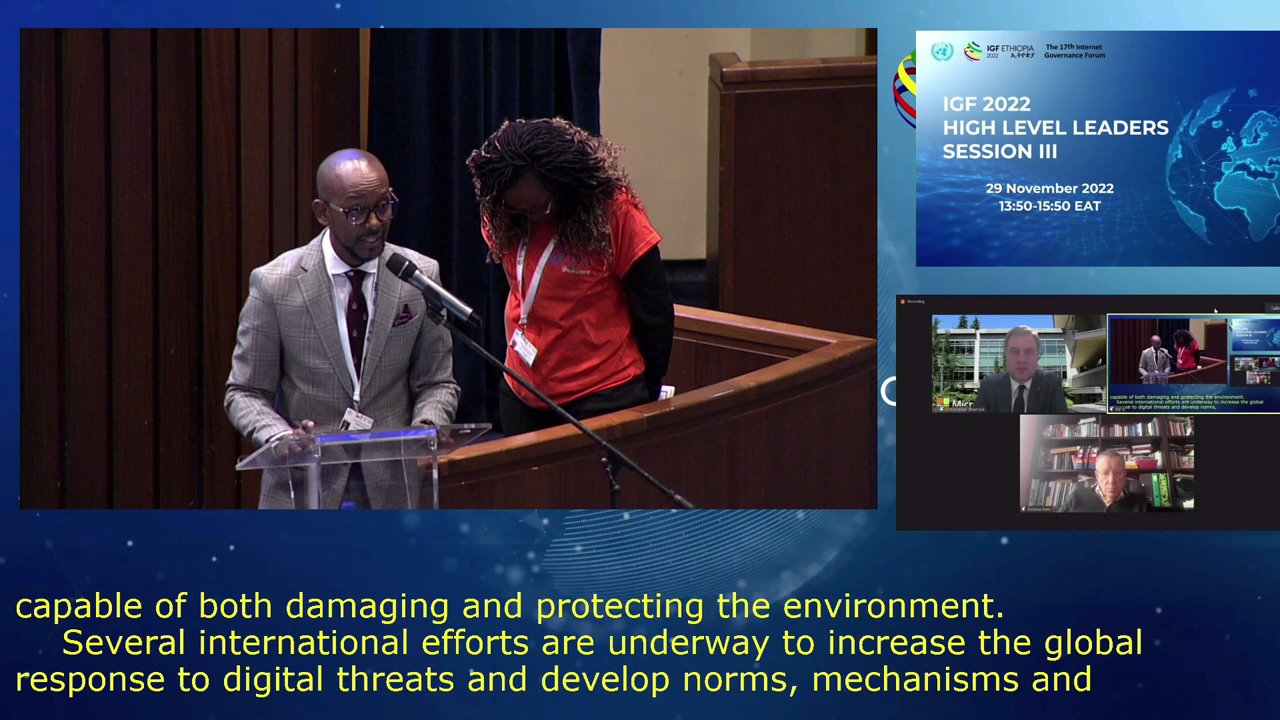 IGF ETHIOPIA
2022 ኢትዮጵያ
The 17th Internet
Governance Forum
IGF 2022
HIGH LEVEL LEADERS
SESSION III
29 November 2022
13:50-15:50 EAT
Recording
capable of both damaging and protecting the environment.
Several international efforts are underway to increase the global
response to digital threats and develop norms, mechanisms and